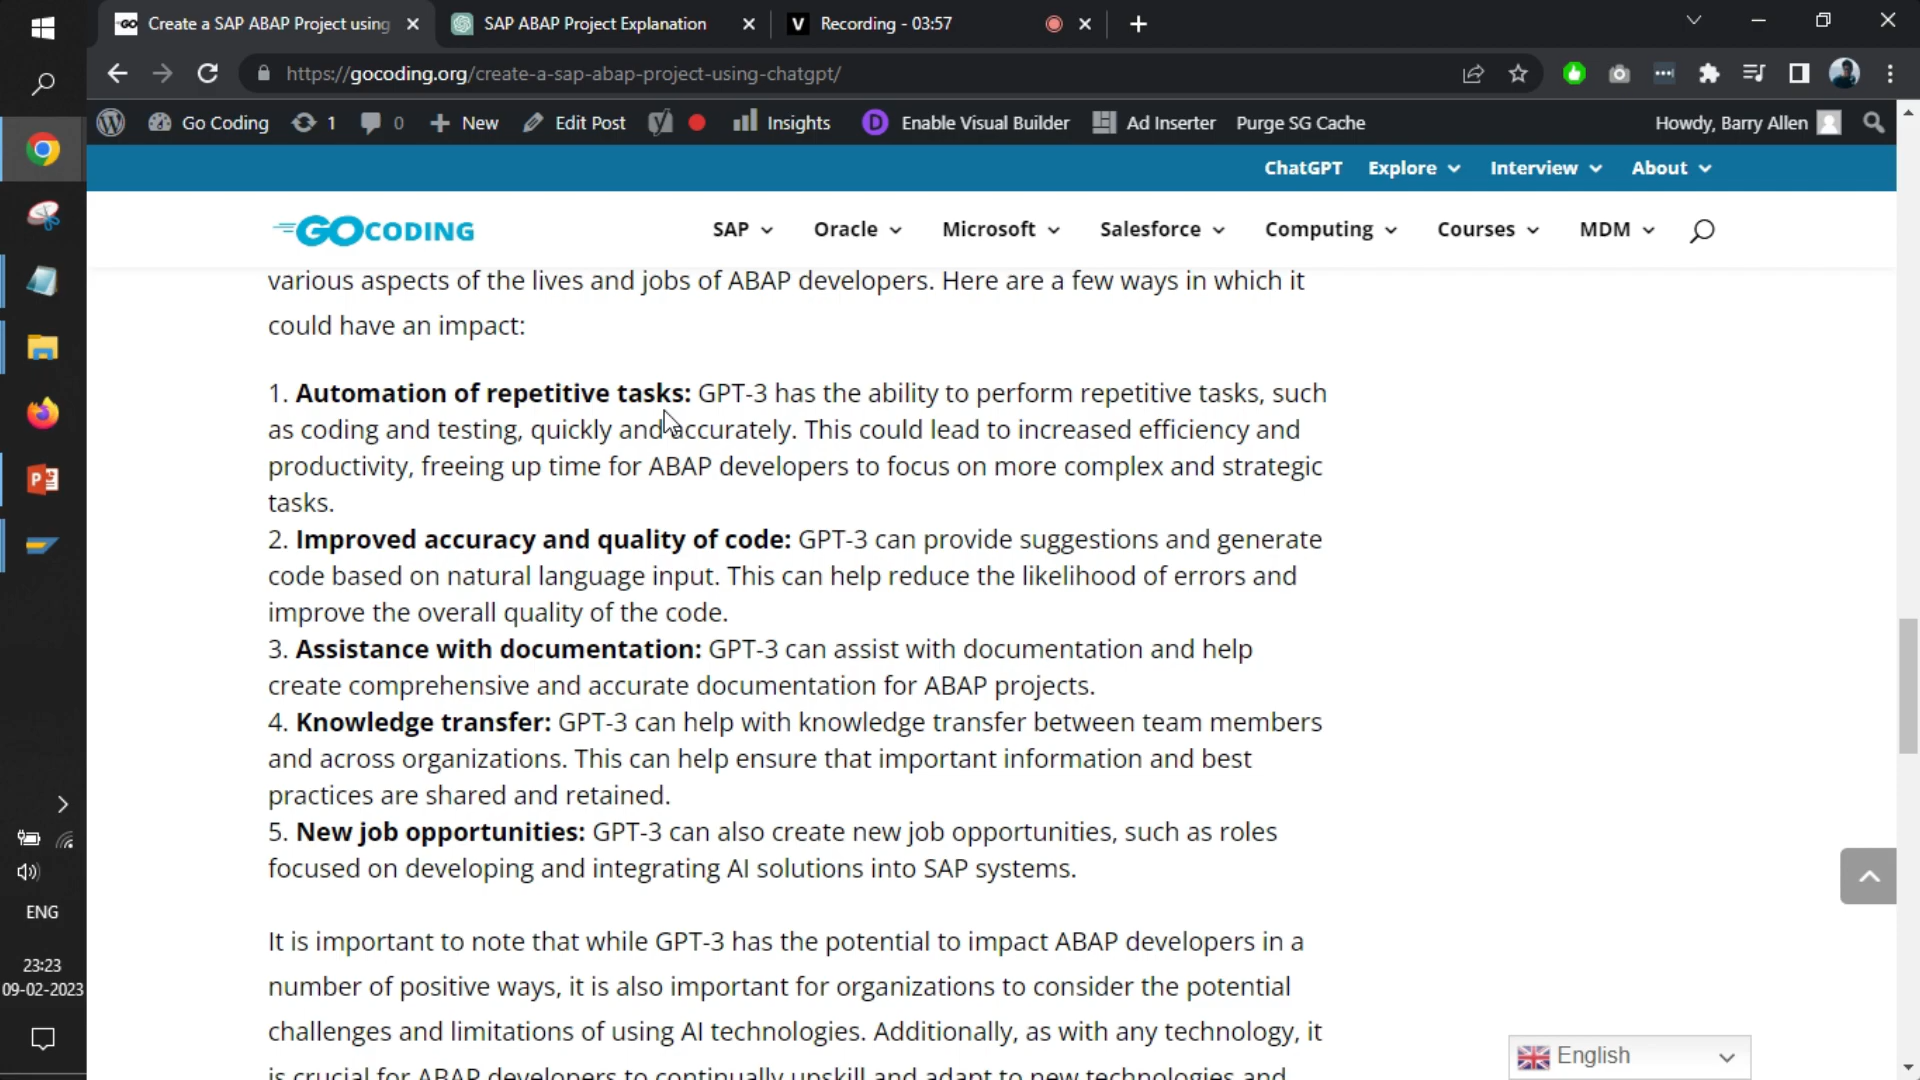 Create a SAP ABAP Project using
SAP ABAP Project Explanation
V Recording - 03:57
https://gocoding.org/create-a-sap-abap-project-using-chatgpt/
Go Coding 1 0 New Edit Post Insights D Enable Visual Builder Ad Inserter Purge SG Cache Howdy, Barry Allen
ChatGPT Explore Interview About
GOCODING SAP Oracle Microsoft Salesforce Computing Courses MDM
various aspects of the lives and jobs of ABAP developers. Here are a few ways in which it
could have an impact:
1. Automation of repetitive tasks: GPT-3 has the ability to perform repetitive tasks, such
as coding and testing, quickly and accurately. This could lead to increased efficiency and
productivity, freeing up time for ABAP developers to focus on more complex and strategic
tasks.
2. Improved accuracy and quality of code: GPT-3 can provide suggestions and generate
code based on natural language input. This can help reduce the likelihood of errors and
improve the overall quality of the code.
3. Assistance with documentation: GPT-3 can assist with documentation and help
create comprehensive and accurate documentation for ABAP projects.
4. Knowledge transfer: GPT-3 can help with knowledge transfer between team members
and across organizations. This can help ensure that important information and best
practices are shared and retained.
5. New job opportunities: GPT-3 can also create new job opportunities, such as roles
focused on developing and integrating AI solutions into SAP systems.
It is important to note that while GPT-3 has the potential to impact ABAP developers in a
number of positive ways, it is also important for organizations to consider the potential
challenges and limitations of using AI technologies. Additionally, as with any technology, it
is crucial for ABAP developers to continually upskill and adapt to new technologies and
English
ENG
23:23
09-02-2023